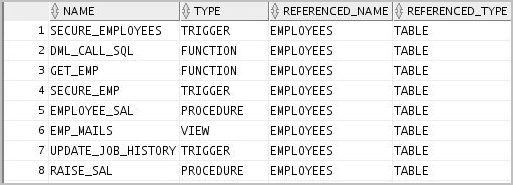 NAME TYPE REFERENCED_NAME REFERENCED_TYPE
1 SECURE_EMPLOYEES TRIGGER EMPLOYEES TABLE
2 DML_CALL_SQL FUNCTION EMPLOYEES TABLE
3 GET_EMP FUNCTION EMPLOYEES TABLE
4 SECURE_EMP TRIGGER EMPLOYEES TABLE
5 EMPLOYEE_SAL PROCEDURE EMPLOYEES TABLE
6 EMP_MAILS VIEW EMPLOYEES TABLE
7 UPDATE_JOB_HISTORY TRIGGER EMPLOYEES TABLE
8 RAISE_SAL PROCEDURE EMPLOYEES TABLE